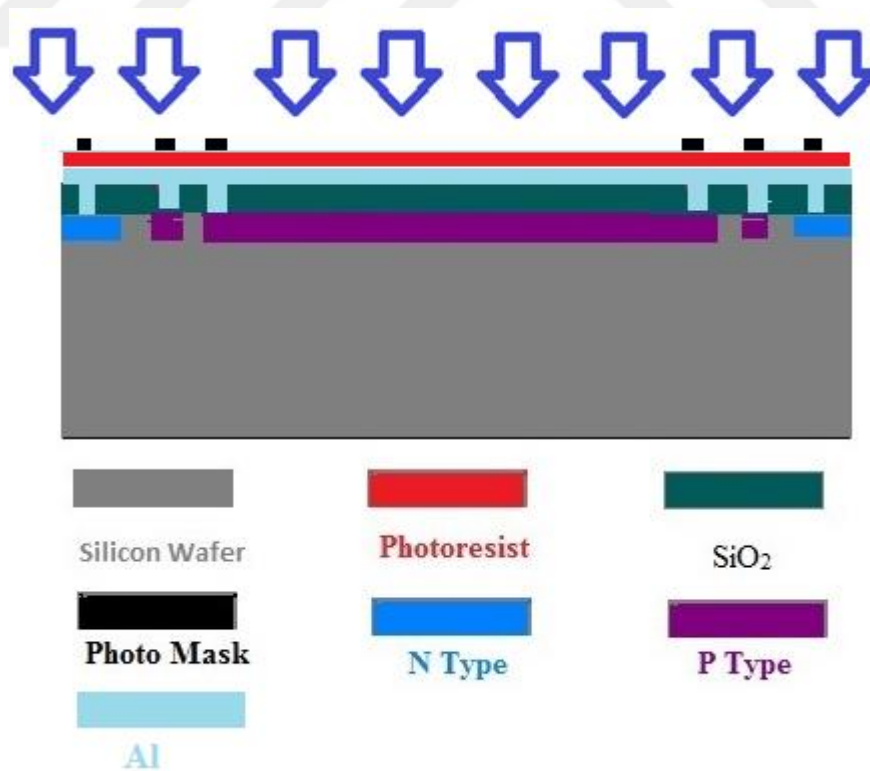 Silicon Wafer
Photoresist
SiO₂
Photo Mask
N Type
P Type
Al